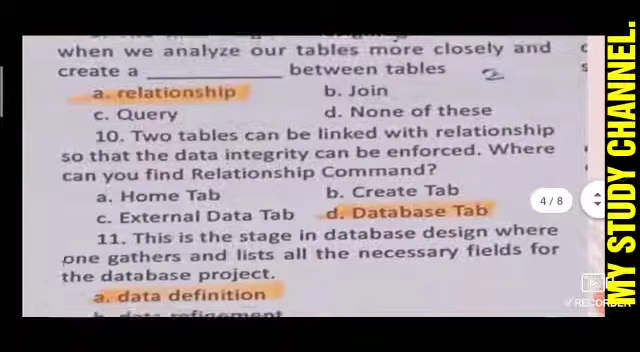 when we analyze our tables more closely and
create a __________ between tables
a. relationship
b. Join
c. Query
d. None of these
10. Two tables can be linked with relationship
so that the data integrity can be enforced. Where
can you find Relationship Command?
a. Home Tab
b. Create Tab
c. External Data Tab
d. Database Tab
11. This is the stage in database design where
one gathers and lists all the necessary fields for
the database project.
a. data definition
b. data refinement
4 / 8
RECORDER
MY STUDY CHANNEL.